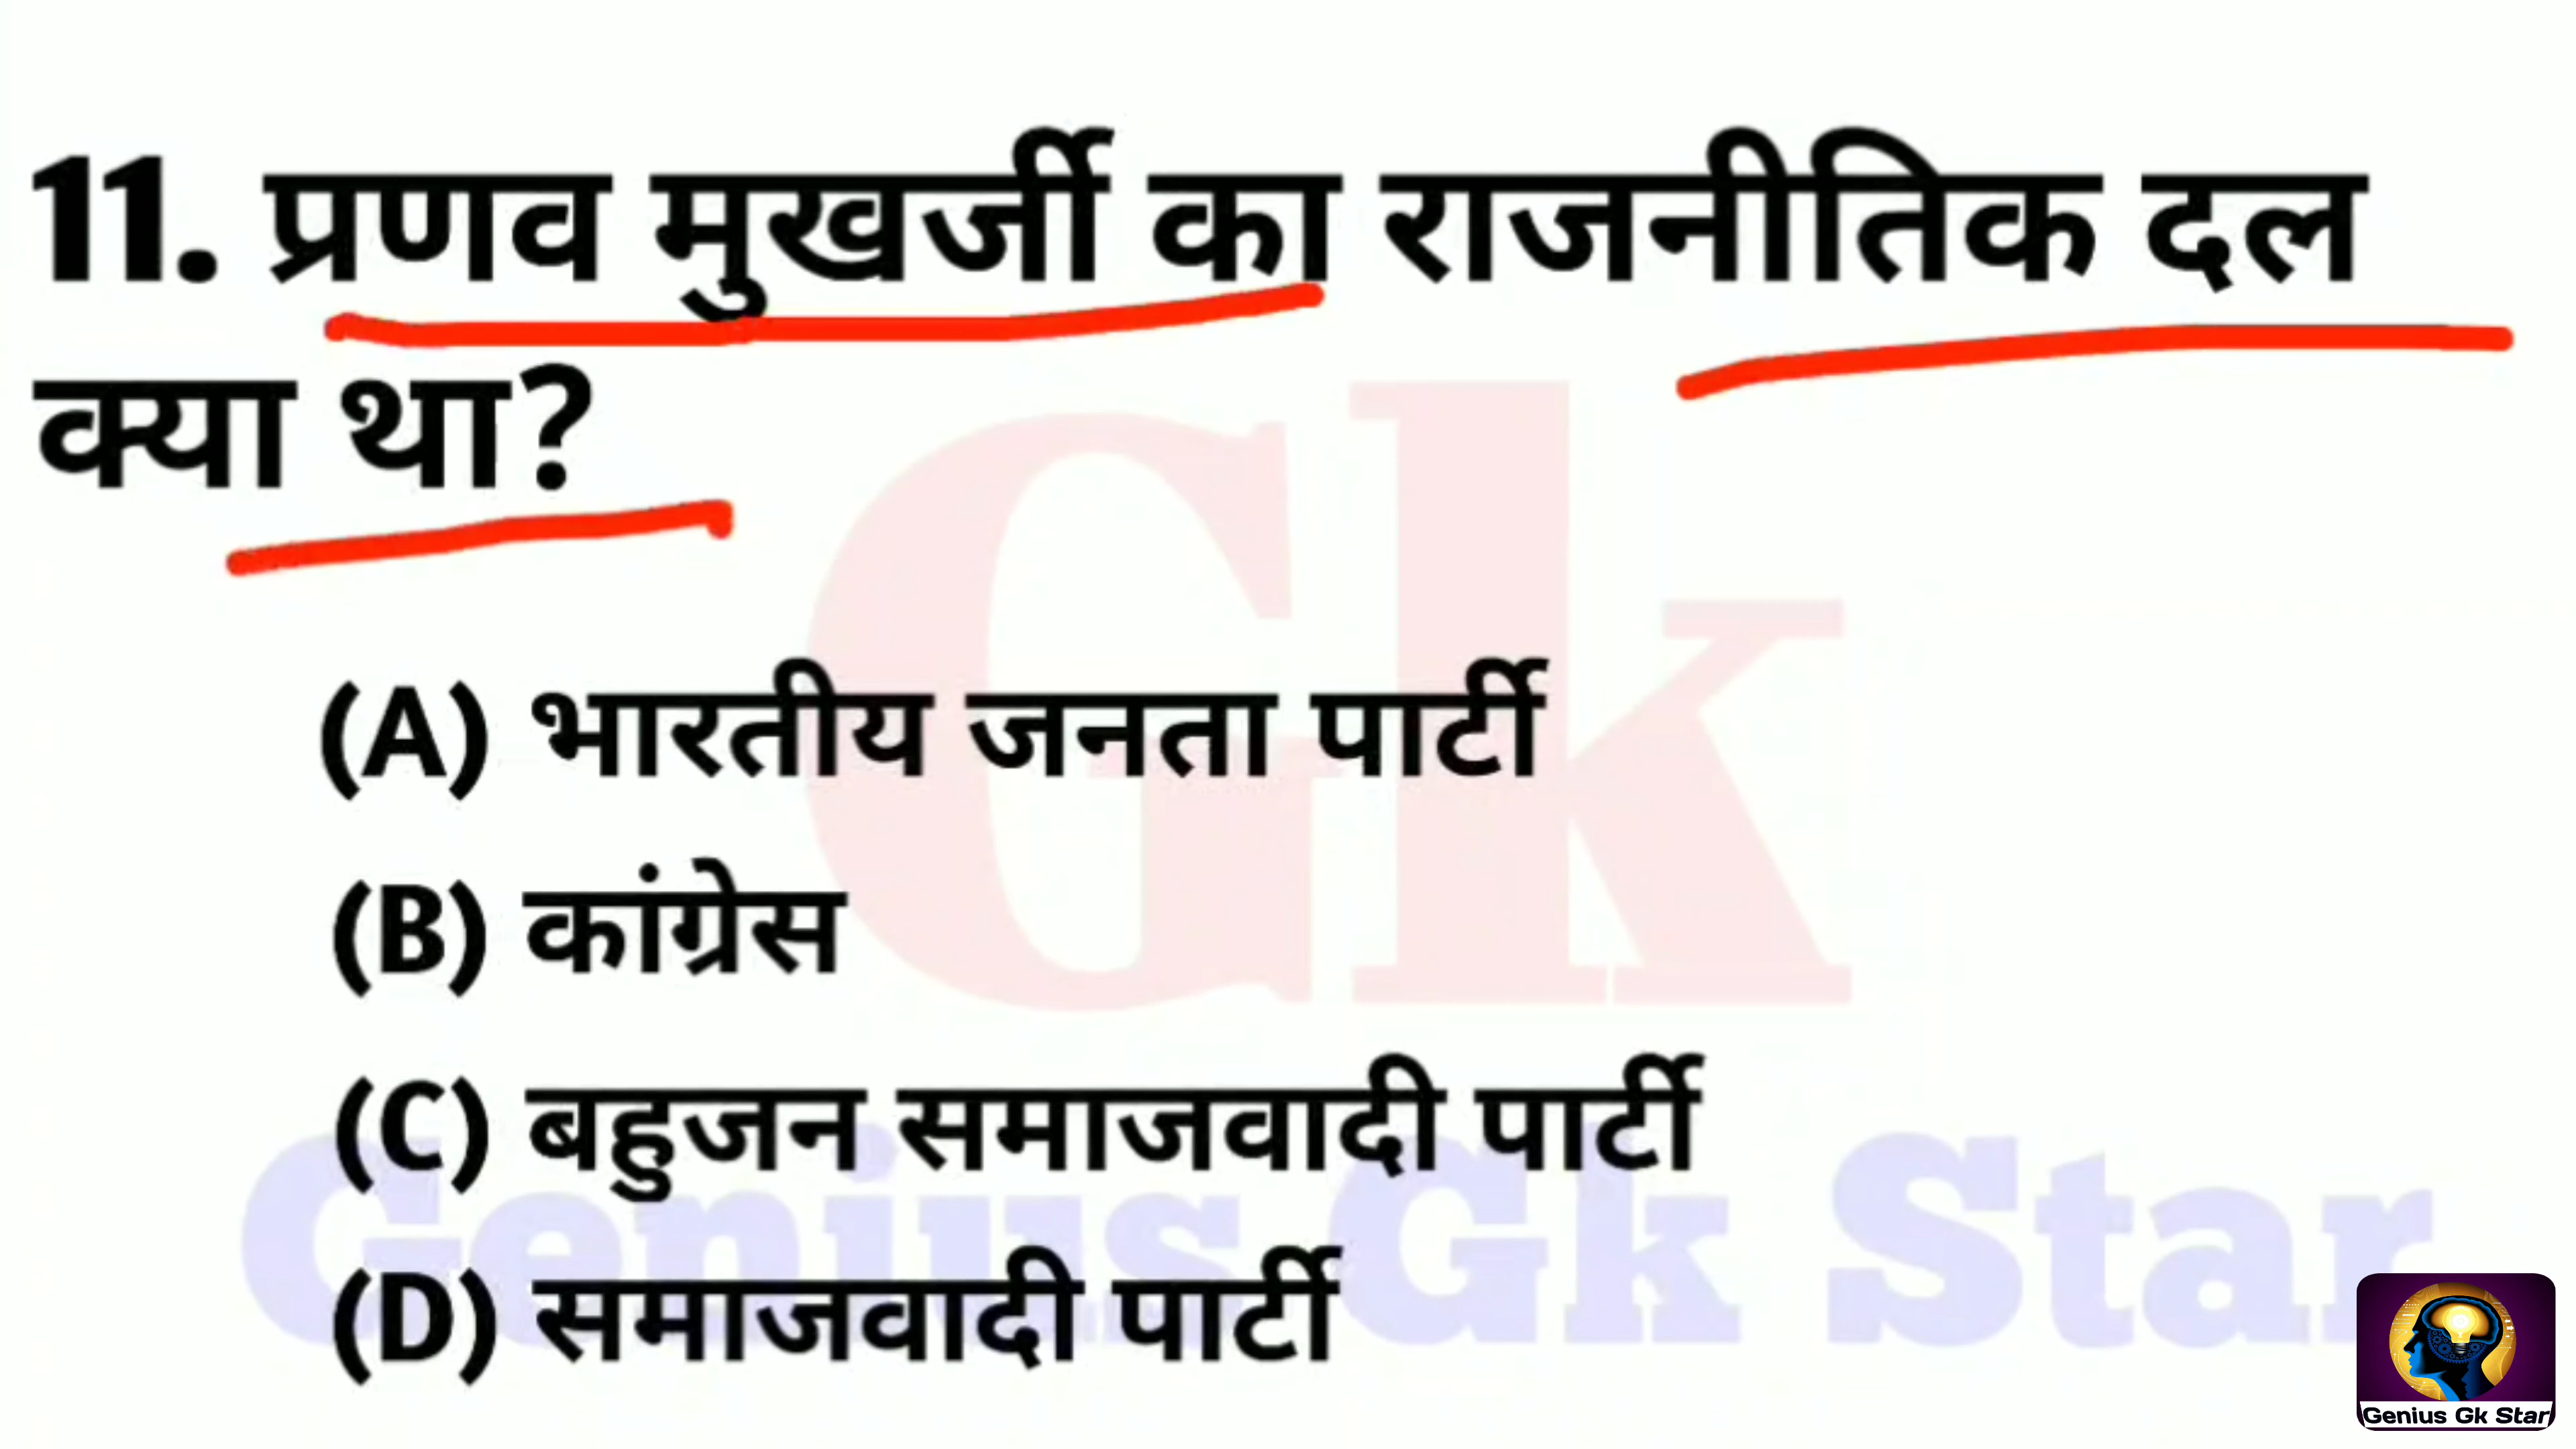 11. प्रणव मुखर्जी का राजनीतिक दल
क्या था?
Gk
(A) भारतीय जनता पार्टी
(B) कांग्रेस
(C) बहुजन समाजवादी पार्टी
Genius Gk Star
(D) समाजवादी पार्टी
Genius Gk Star